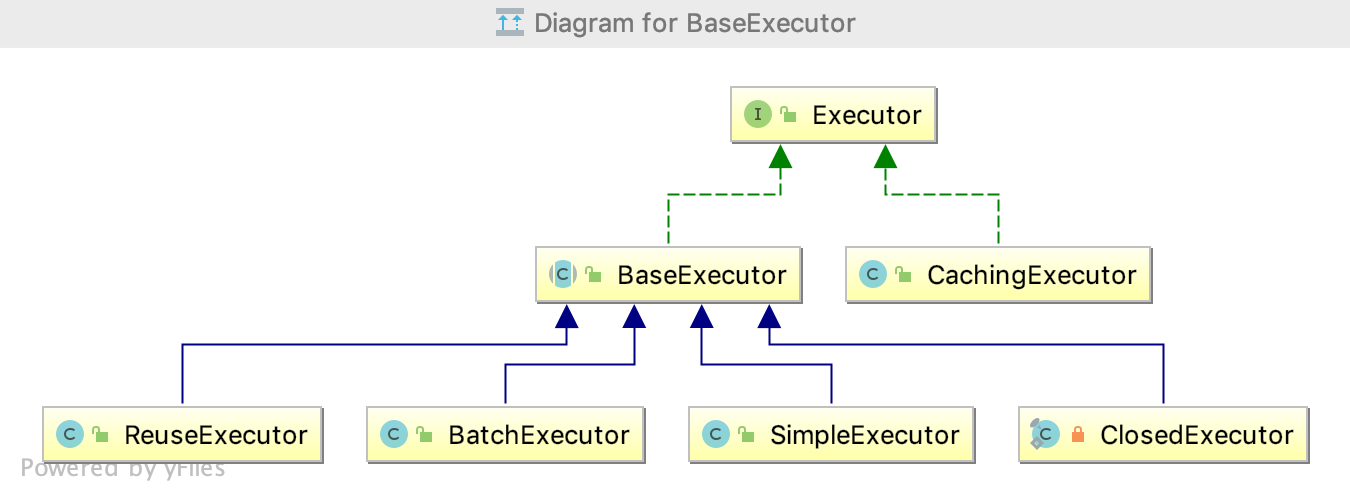 Diagram for BaseExecutor
I Executor
C BaseExecutor
C CachingExecutor
C ReuseExecutor
C BatchExecutor
C SimpleExecutor
C ClosedExecutor
Powered by yFiles